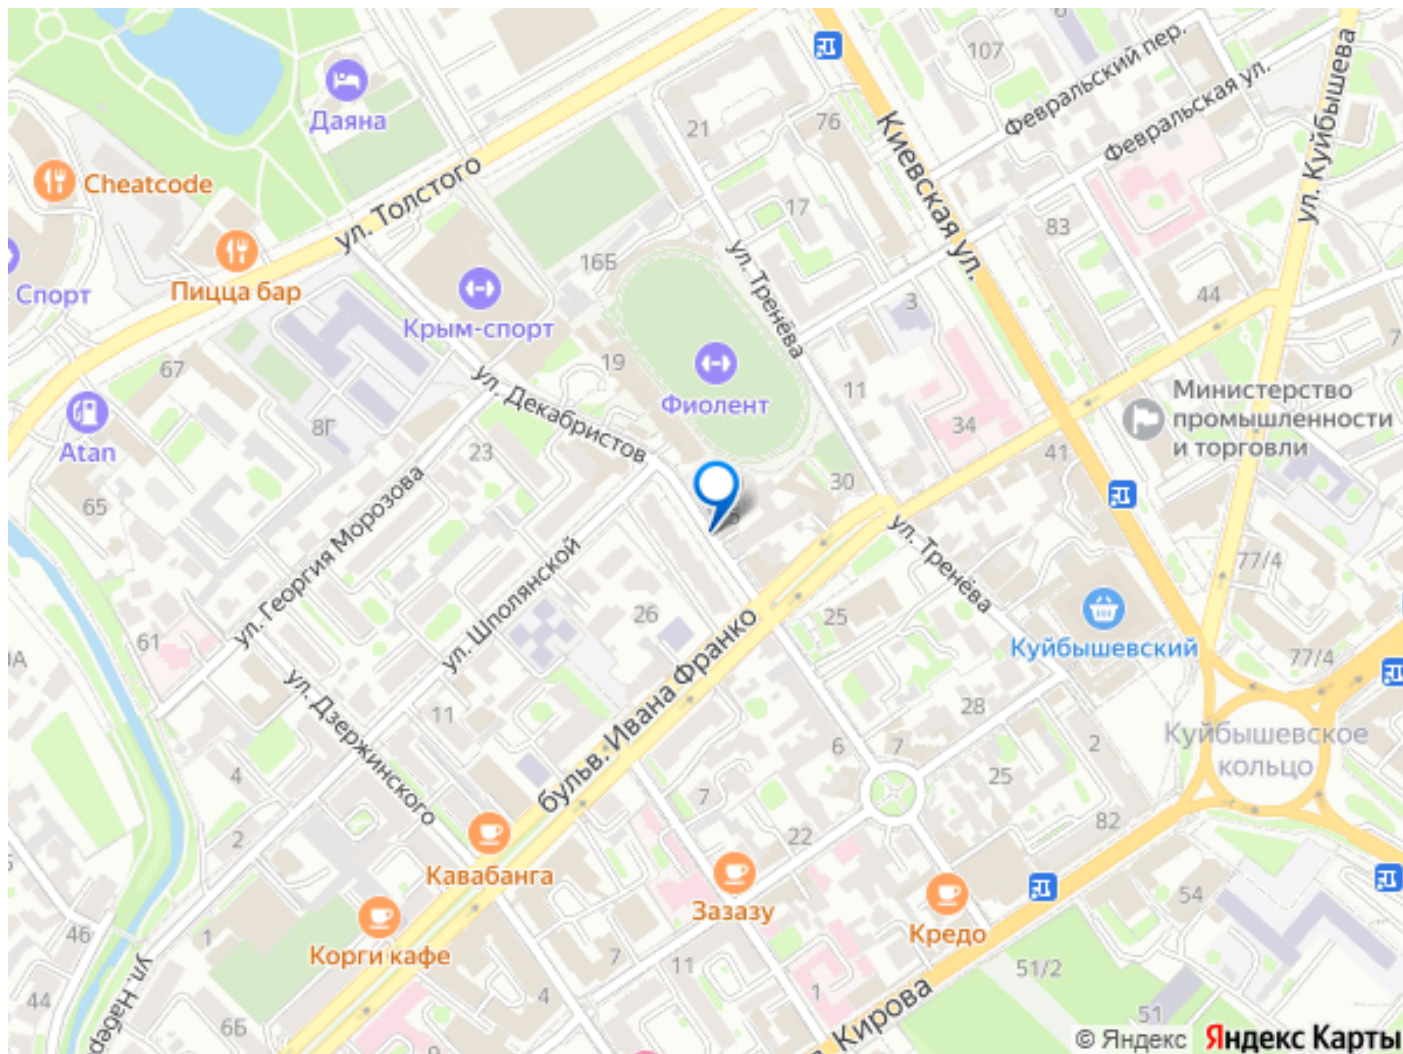 107
Февральский пер.
Февральская ул.
ул. Куйбышева
Даяна
21
76
Киевская ул.
Cheatcode
ул. Толстого
17
83
ул. Тренёва
16Б
Спорт
Пицца бар
Крым-спорт
3
44
19
Фиолент
67
11
Министерство
промышленности
и торговли
ул. Декабристов
8Г
34
Atan
23
41
65
30
ул. Георгия Морозова
ул. Тренёва
ул. Шполянской
77/4
26
25
Куйбышевский
61
77/4
бульв. Ивана Франко
ул. Дзержинского
11
28
6
7
2
Куйбышевское
кольцо
4
25
7
2
22
82
Кавабанга
Зазазу
54
Кредо
46
1
Корги кафе
7
11
51/2
ул. Набер
44
4
1
Кирова
51
6Б
9
© Яндекс
Яндекс Карты